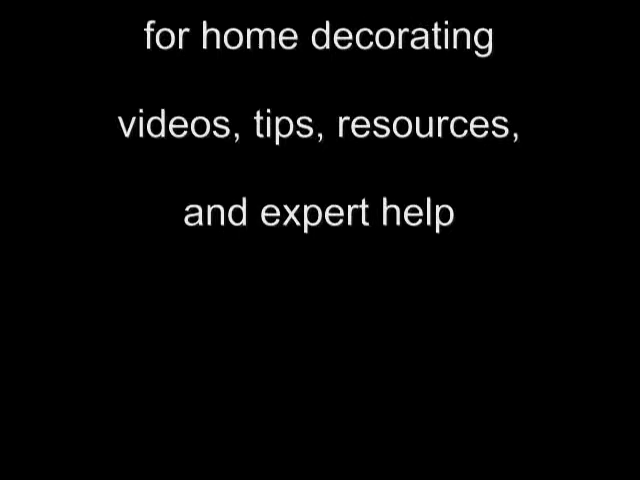 for home decorating
videos, tips, resources,
and expert help